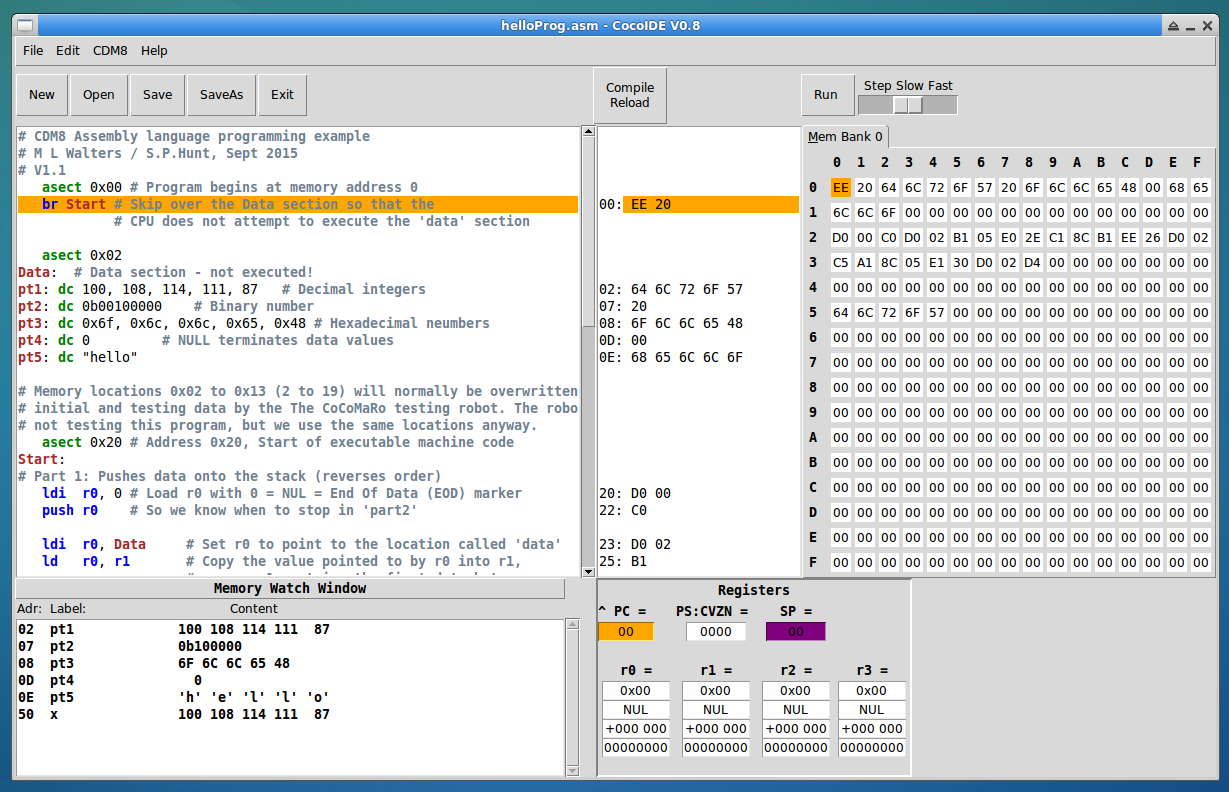 helloProg.asm - CocoIDE V0.8
File Edit CDM8 Help
New Open Save SaveAs Exit
Compile
Reload
Run
Step Slow Fast
# CDM8 Assembly language programming example
# M L Walters / S.P.Hunt, Sept 2015
# V1.1
asect 0x00 # Program begins at memory address 0
br Start # Skip over the Data section so that the
# CPU does not attempt to execute the 'data' section
asect 0x02
Data: # Data section - not executed!
pt1: dc 100, 108, 114, 111, 87 # Decimal integers
pt2: dc 0b00100000 # Binary number
pt3: dc 0x6f, 0x6c, 0x6c, 0x65, 0x48 # Hexadecimal neumbers
pt4: dc 0 # NULL terminates data values
pt5: dc "hello"
# Memory locations 0x02 to 0x13 (2 to 19) will normally be overwritten
# initial and testing data by the The CoCoMaRo testing robot. The robo
# not testing this program, but we use the same locations anyway.
asect 0x20 # Address 0x20, Start of executable machine code
Start:
# Part 1: Pushes data onto the stack (reverses order)
ldi r0, 0 # Load r0 with 0 = NUL = End Of Data (EOD) marker
push r0 # So we know when to stop in 'part2'
ldi r0, Data # Set r0 to point to the location called 'data'
ld r0, r1 # Copy the value pointed to by r0 into r1,
00: EE 20
02: 64 6C 72 6F 57
07: 20
08: 6F 6C 6C 65 48
0D: 00
0E: 68 65 6C 6C 6F
20: D0 00
22: C0
23: D0 02
25: B1
Mem Bank 0
0 1 2 3 4 5 6 7 8 9 A B C D E F
0 EE 20 64 6C 72 6F 57 20 6F 6C 6C 65 48 00 68 65
1 6C 6C 6F 00 00 00 00 00 00 00 00 00 00 00 00 00
2 D0 00 C0 D0 02 B1 05 E0 2E C1 8C B1 EE 26 D0 02
3 C5 A1 8C 05 E1 30 D0 02 D4 00 00 00 00 00 00 00
4 00 00 00 00 00 00 00 00 00 00 00 00 00 00 00 00
5 64 6C 72 6F 57 00 00 00 00 00 00 00 00 00 00 00
6 00 00 00 00 00 00 00 00 00 00 00 00 00 00 00 00
7 00 00 00 00 00 00 00 00 00 00 00 00 00 00 00 00
8 00 00 00 00 00 00 00 00 00 00 00 00 00 00 00 00
9 00 00 00 00 00 00 00 00 00 00 00 00 00 00 00 00
A 00 00 00 00 00 00 00 00 00 00 00 00 00 00 00 00
B 00 00 00 00 00 00 00 00 00 00 00 00 00 00 00 00
C 00 00 00 00 00 00 00 00 00 00 00 00 00 00 00 00
D 00 00 00 00 00 00 00 00 00 00 00 00 00 00 00 00
E 00 00 00 00 00 00 00 00 00 00 00 00 00 00 00 00
F 00 00 00 00 00 00 00 00 00 00 00 00 00 00 00 00
Memory Watch Window
Adr: Label: Content
02 pt1 100 108 114 111 87
07 pt2 0b100000
08 pt3 6F 6C 6C 65 48
0D pt4 0
0E pt5 'h' 'e' 'l' 'l' 'o'
50 x 100 108 114 111 87
Registers
^ PC = PS:CVZN = SP =
00 0000 00
r0 = r1 = r2 = r3 =
0x00 0x00 0x00 0x00
NUL NUL NUL NUL
+000 000 +000 000 +000 000 +000 000
00000000 00000000 00000000 00000000